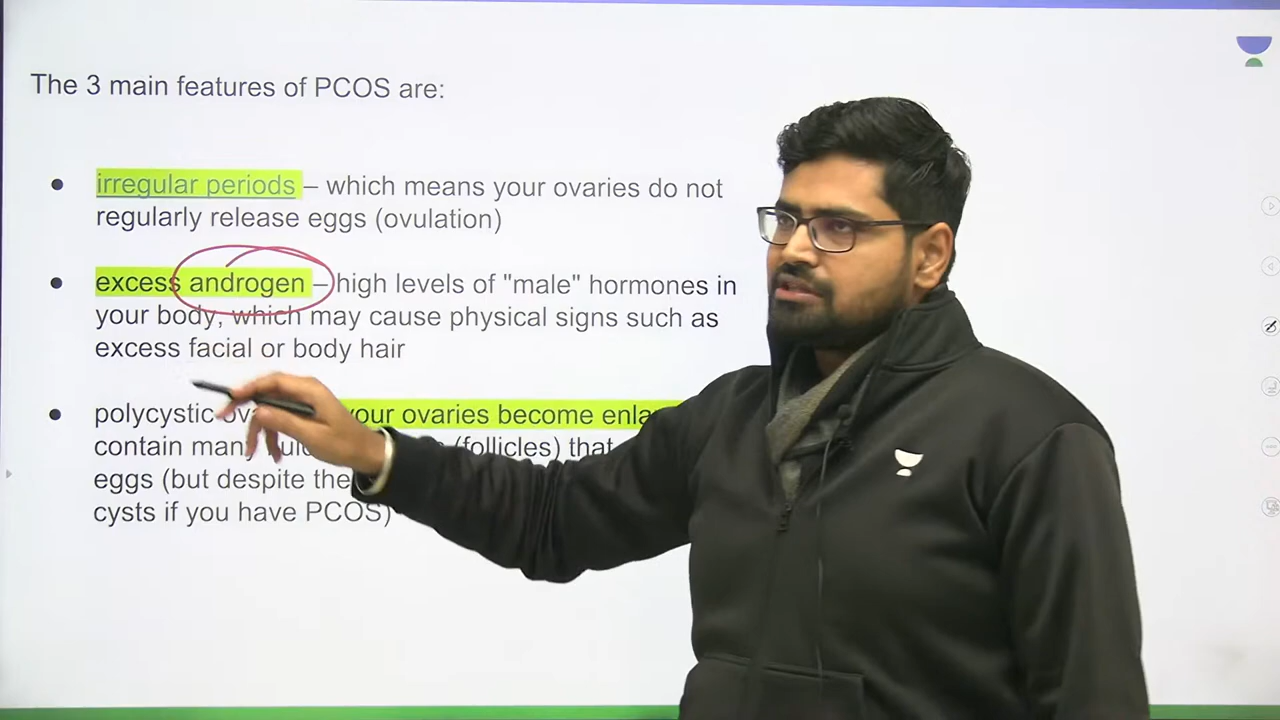 The 3 main features of PCOS are:
● irregular periods – which means your ovaries do not
regularly release eggs (ovulation)
● excess androgen – high levels of "male" hormones in
your body, which may cause physical signs such as
excess facial or body hair
● polycystic your ovaries become
contain (follicles) that
eggs (but despite the
cysts if you have PCOS)